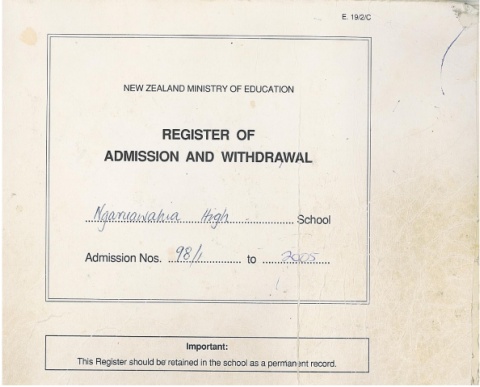 E. 19/2/C
NEW ZEALAND MINISTRY OF EDUCATION
REGISTER OF
ADMISSION AND WITHDRAWAL
Ngaruawahia High School
Admission Nos. 98/1 to 2005
Important:
This Register should be retained in the school as a permanent record.